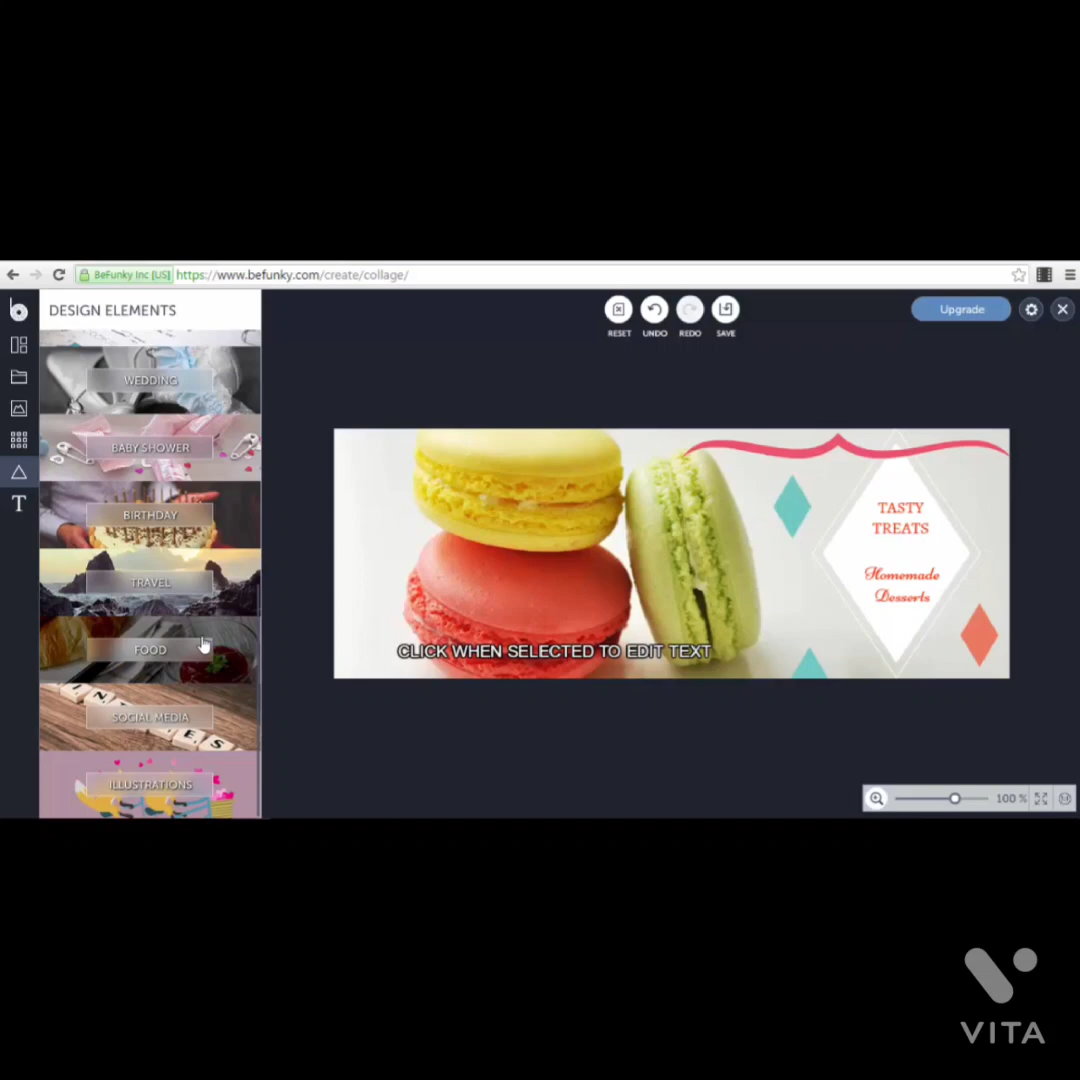 BeFunky Inc [US] https://www.befunky.com/create/collage/
DESIGN ELEMENTS
WEDDING
BABY SHOWER
BIRTHDAY
TRAVEL
FOOD
SOCIAL MEDIA
ILLUSTRATIONS
T
RESET UNDO REDO SAVE
Upgrade
TASTY
TREATS
Homemade
Desserts
CLICK WHEN SELECTED TO EDIT TEXT
100 %
VITA